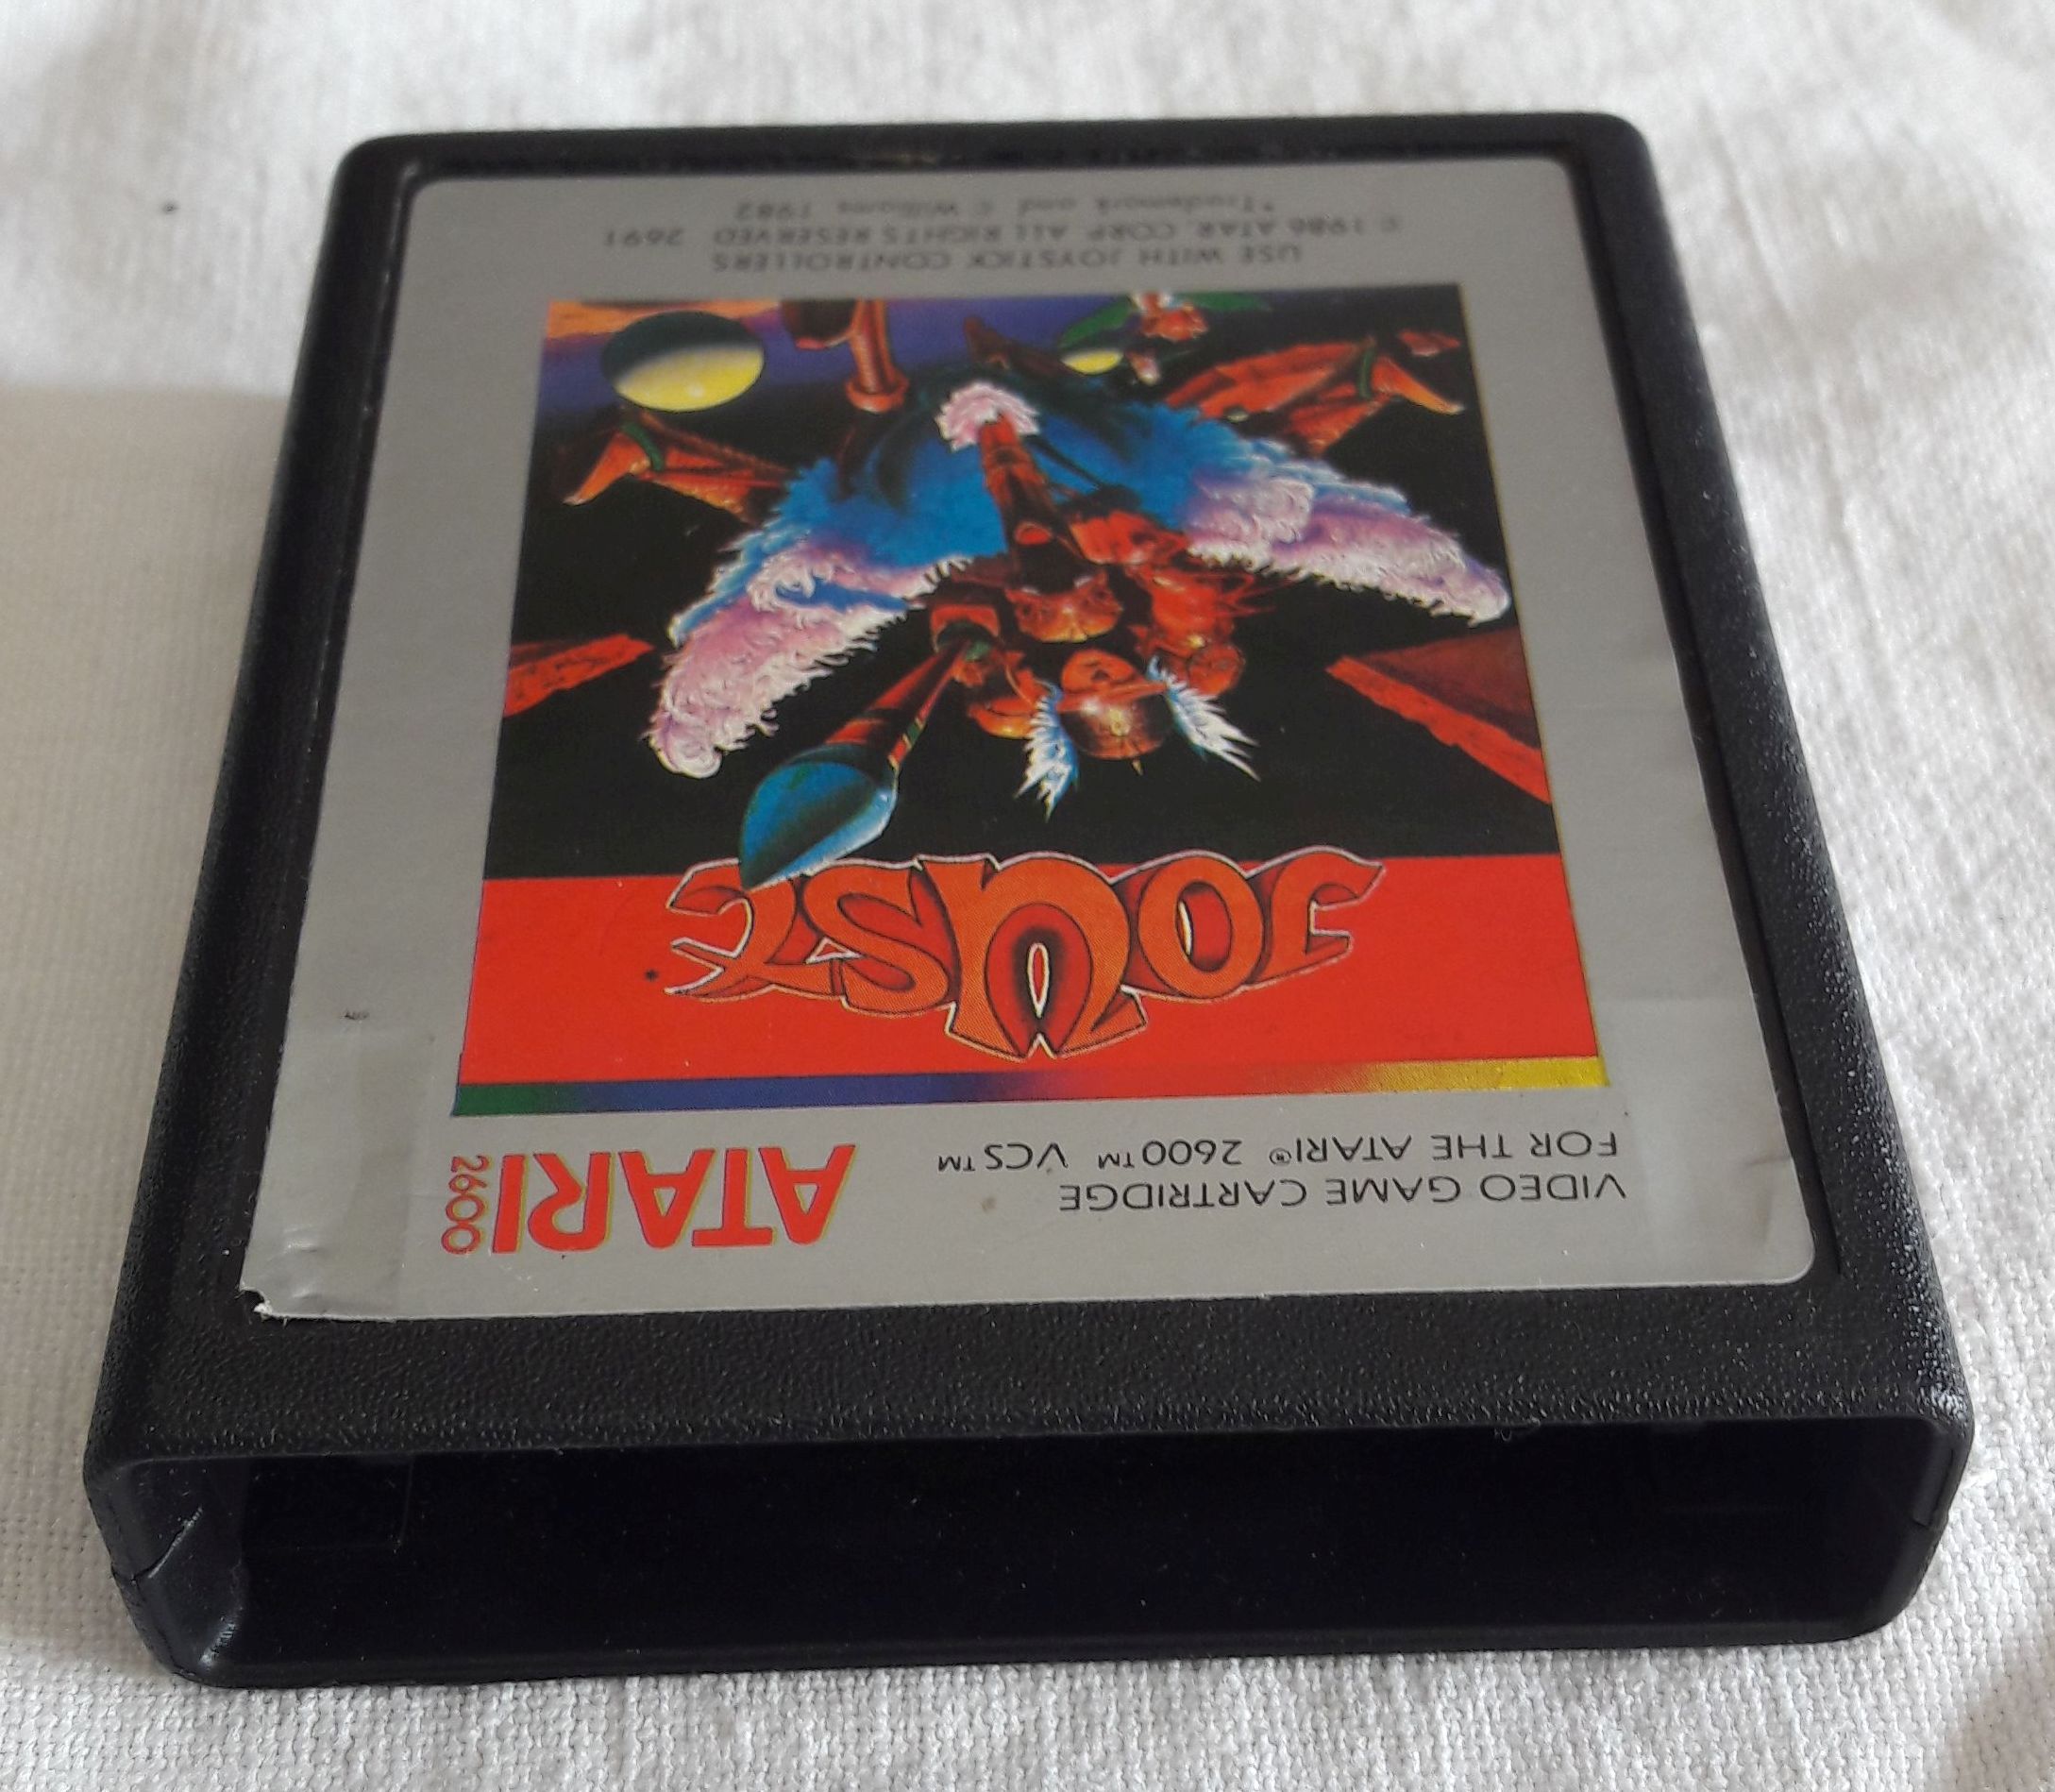 VIDEO GAME CARTRIDGE
FOR THE ATARI® 2600™ VCS™
ATARI 2600
JOUST*
USE WITH JOYSTICK CONTROLLERS
© 1986 ATARI CORP. ALL RIGHTS RESERVED 2691
*Trademark and © Williams 1982